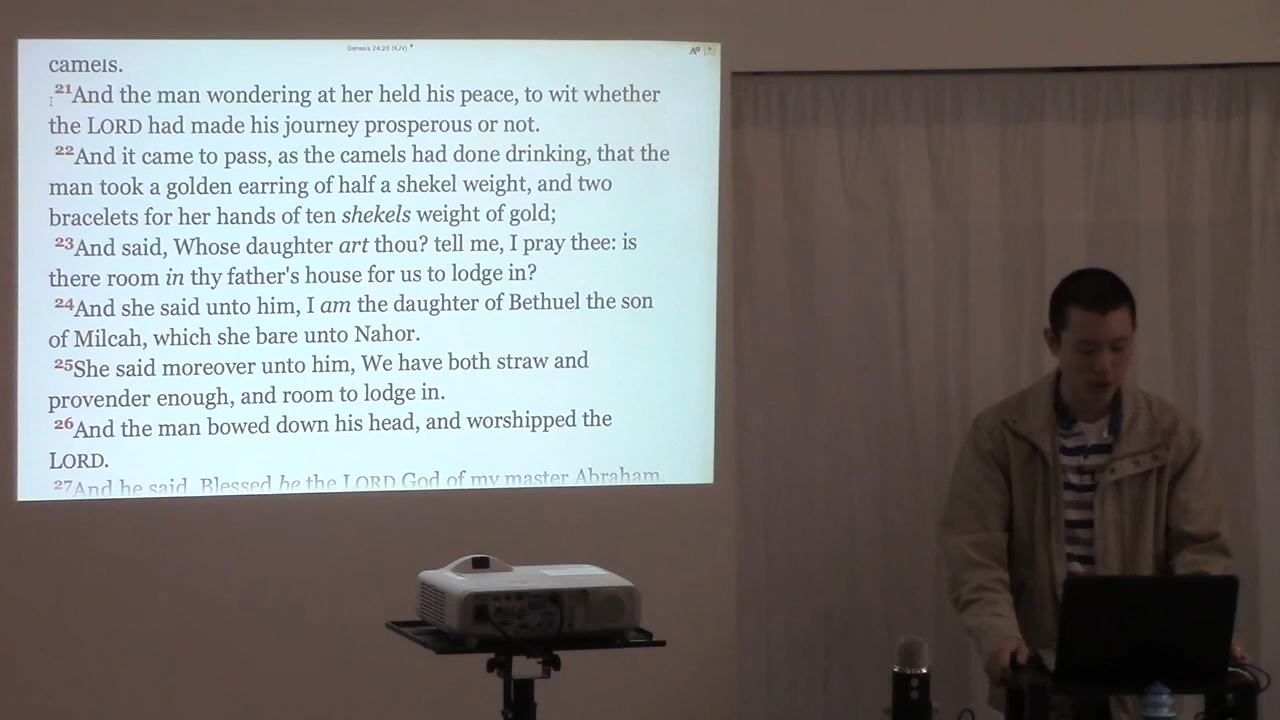 Genesis 24:20 (KJV)
camels.
21And the man wondering at her held his peace, to wit whether
the LORD had made his journey prosperous or not.
22And it came to pass, as the camels had done drinking, that the
man took a golden earring of half a shekel weight, and two
bracelets for her hands of ten shekels weight of gold;
23And said, Whose daughter art thou? tell me, I pray thee: is
there room in thy father's house for us to lodge in?
24And she said unto him, I am the daughter of Bethuel the son
of Milcah, which she bare unto Nahor.
25She said moreover unto him, We have both straw and
provender enough, and room to lodge in.
26And the man bowed down his head, and worshipped the
LORD.
27And he said, Blessed be the LORD God of my master Abraham,